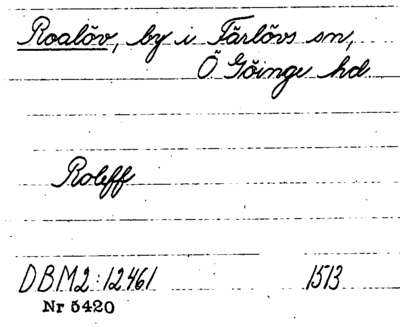 Roalöv, by i Färlövs sn,
Ö Göinge hd
Roleff
DBM2:12461 1513
Nr 5420